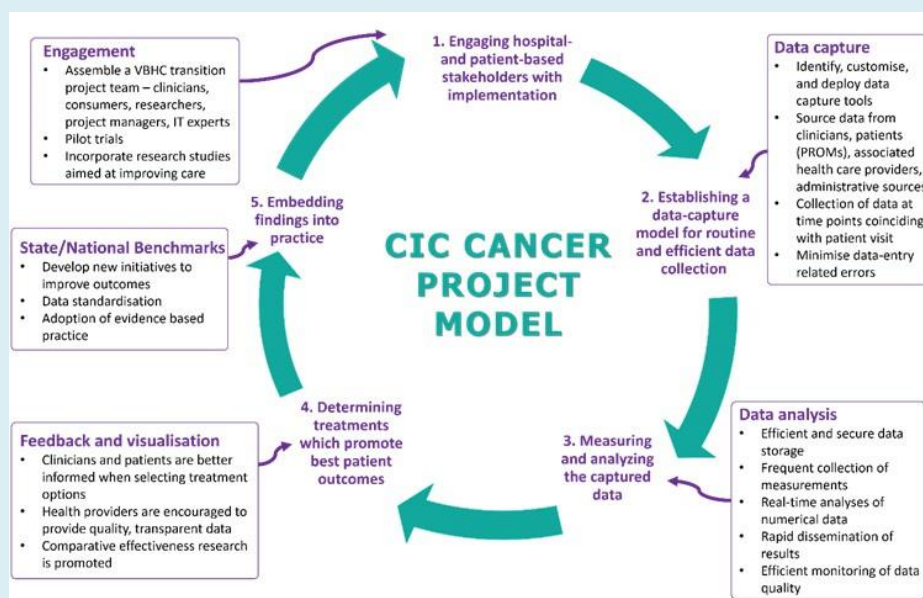 Engagement
• Assemble a VBHC transition
project team – clinicians,
consumers, researchers,
project managers, IT experts
• Pilot trials
• Incorporate research studies
aimed at improving care
1. Engaging hospital-
and patient-based
stakeholders with
implementation
Data capture
• Identify, customise,
and deploy data
capture tools
• Source data from
clinicians, patients
(PROMs), associated
health care providers,
administrative sources
• Collection of data at
time points coinciding
with patient visit
• Minimise data-entry
related errors
2. Establishing a
data-capture
model for routine
and efficient data
collection
5. Embedding
findings into
practice
State/National Benchmarks
• Develop new initiatives to
improve outcomes
• Data standardisation
• Adoption of evidence based
practice
CIC CANCER
PROJECT
MODEL
4. Determining
treatments
which promote
best patient
outcomes
Feedback and visualisation
• Clinicians and patients are better
informed when selecting treatment
options
• Health providers are encouraged to
provide quality, transparent data
• Comparative effectiveness research
is promoted
3. Measuring
and analyzing
the captured
data
Data analysis
• Efficient and secure data
storage
• Frequent collection of
measurements
• Real-time analyses of
numerical data
• Rapid dissemination of
results
• Efficient monitoring of data
quality